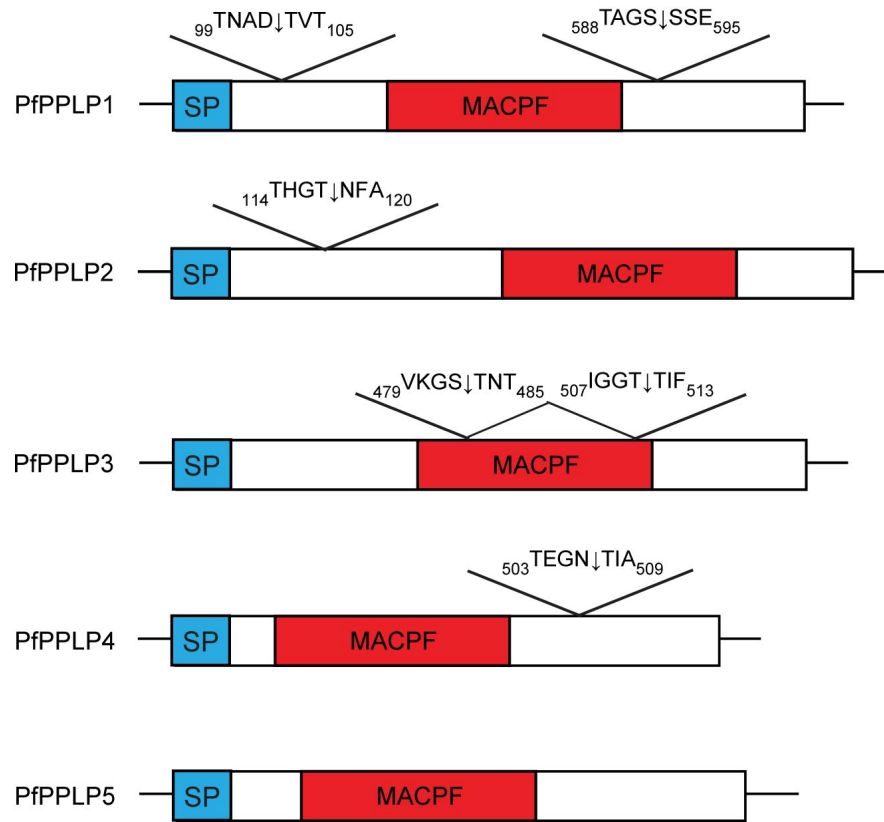 99TNAD↓TVT105 588TAGS↓SSE595
PfPPLP1 SP MACPF
114THGT↓NFA120
PfPPLP2 SP MACPF
479VKGS↓TNT485 507IGGT↓TIF513
PfPPLP3 SP MACPF
503TEGN↓TIA509
PfPPLP4 SP MACPF
PfPPLP5 SP MACPF